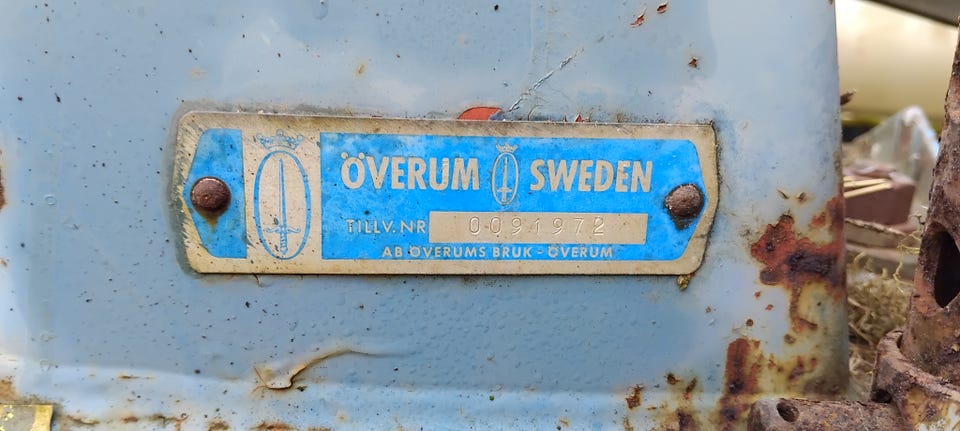 ÖVERUM SWEDEN
TILLV. NR 0091972
AB ÖVERUMS BRUK - ÖVERUM